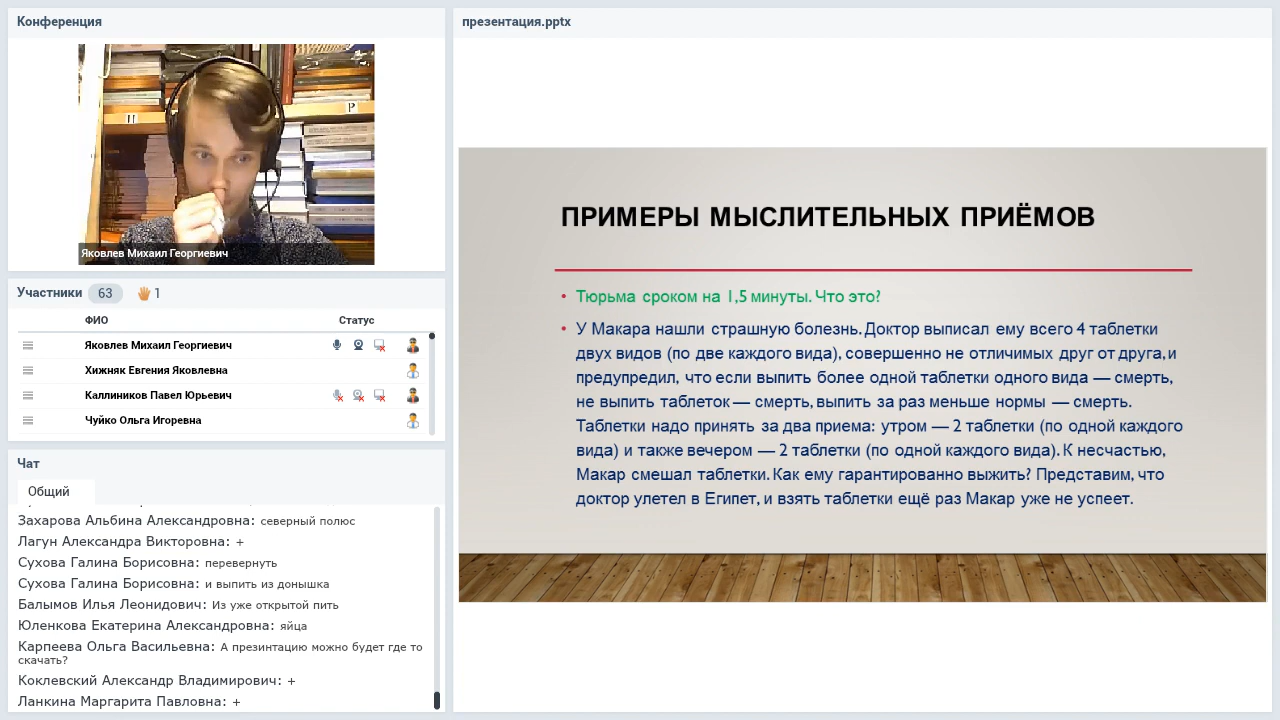 Конференция
И
Р
Яковлев Михаил Георгиевич
Участники 63 1
ФИО Статус
Яковлев Михаил Георгиевич
Хижняк Евгения Яковлевна
Каллиников Павел Юрьевич
Чуйко Ольга Игоревна
Чат
Общий
Захарова Альбина Александровна: северный полюс
Лагун Александра Викторовна: +
Сухова Галина Борисовна: перевернуть
Сухова Галина Борисовна: и выпить из донышка
Балымов Илья Леонидович: Из уже открытой пить
Юленкова Екатерина Александровна: яйца
Карпеева Ольга Васильевна: А презинтацию можно будет где то
скачать?
Коклевский Александр Владимирович: +
Ланкина Маргарита Павловна: +
презентация.pptx
ПРИМЕРЫ МЫСЛИТЕЛЬНЫХ ПРИЁМОВ
• Тюрьма сроком на 1,5 минуты. Что это?
• У Макара нашли страшную болезнь. Доктор выписал ему всего 4 таблетки
двух видов (по две каждого вида), совершенно не отличимых друг от друга, и
предупредил, что если выпить более одной таблетки одного вида — смерть,
не выпить таблеток — смерть, выпить за раз меньше нормы — смерть.
Таблетки надо принять за два приема: утром — 2 таблетки (по одной каждого
вида) и также вечером — 2 таблетки (по одной каждого вида). К несчастью,
Макар смешал таблетки. Как ему гарантированно выжить? Представим, что
доктор улетел в Египет, и взять таблетки ещё раз Макар уже не успеет.